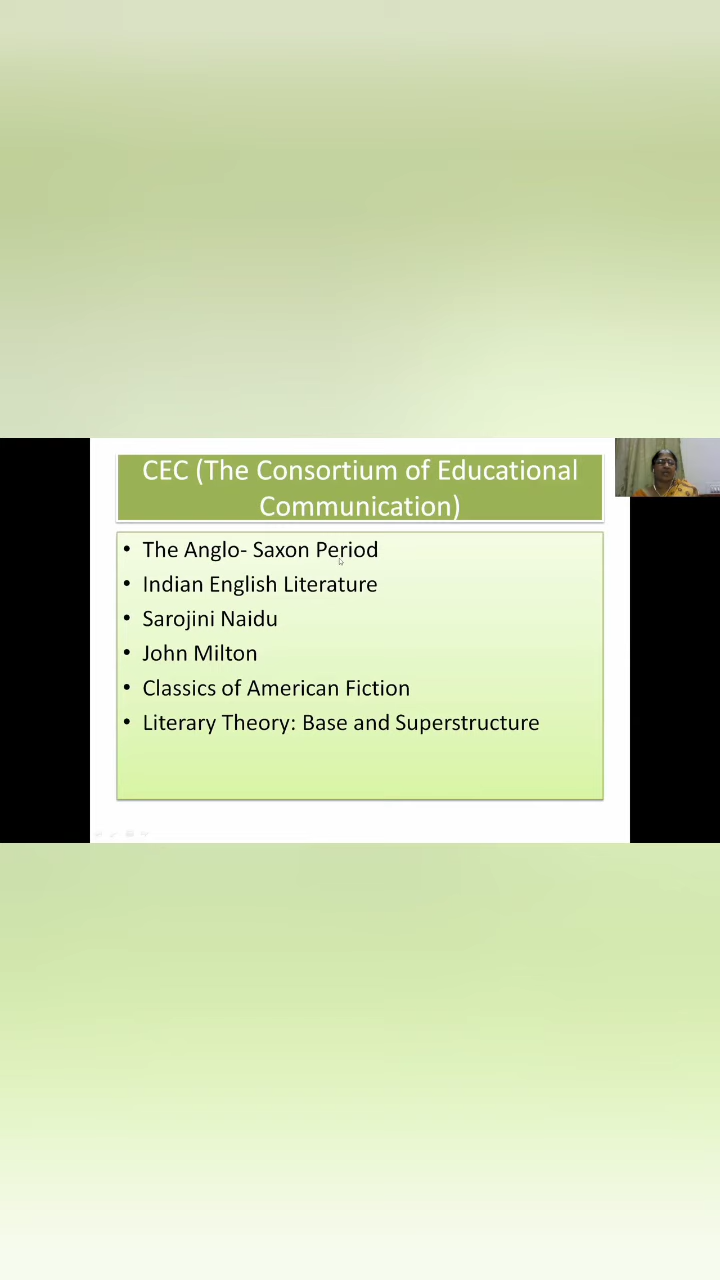 CEC (The Consortium of Educational
Communication)
• The Anglo- Saxon Period
• Indian English Literature
• Sarojini Naidu
• John Milton
• Classics of American Fiction
• Literary Theory: Base and Superstructure